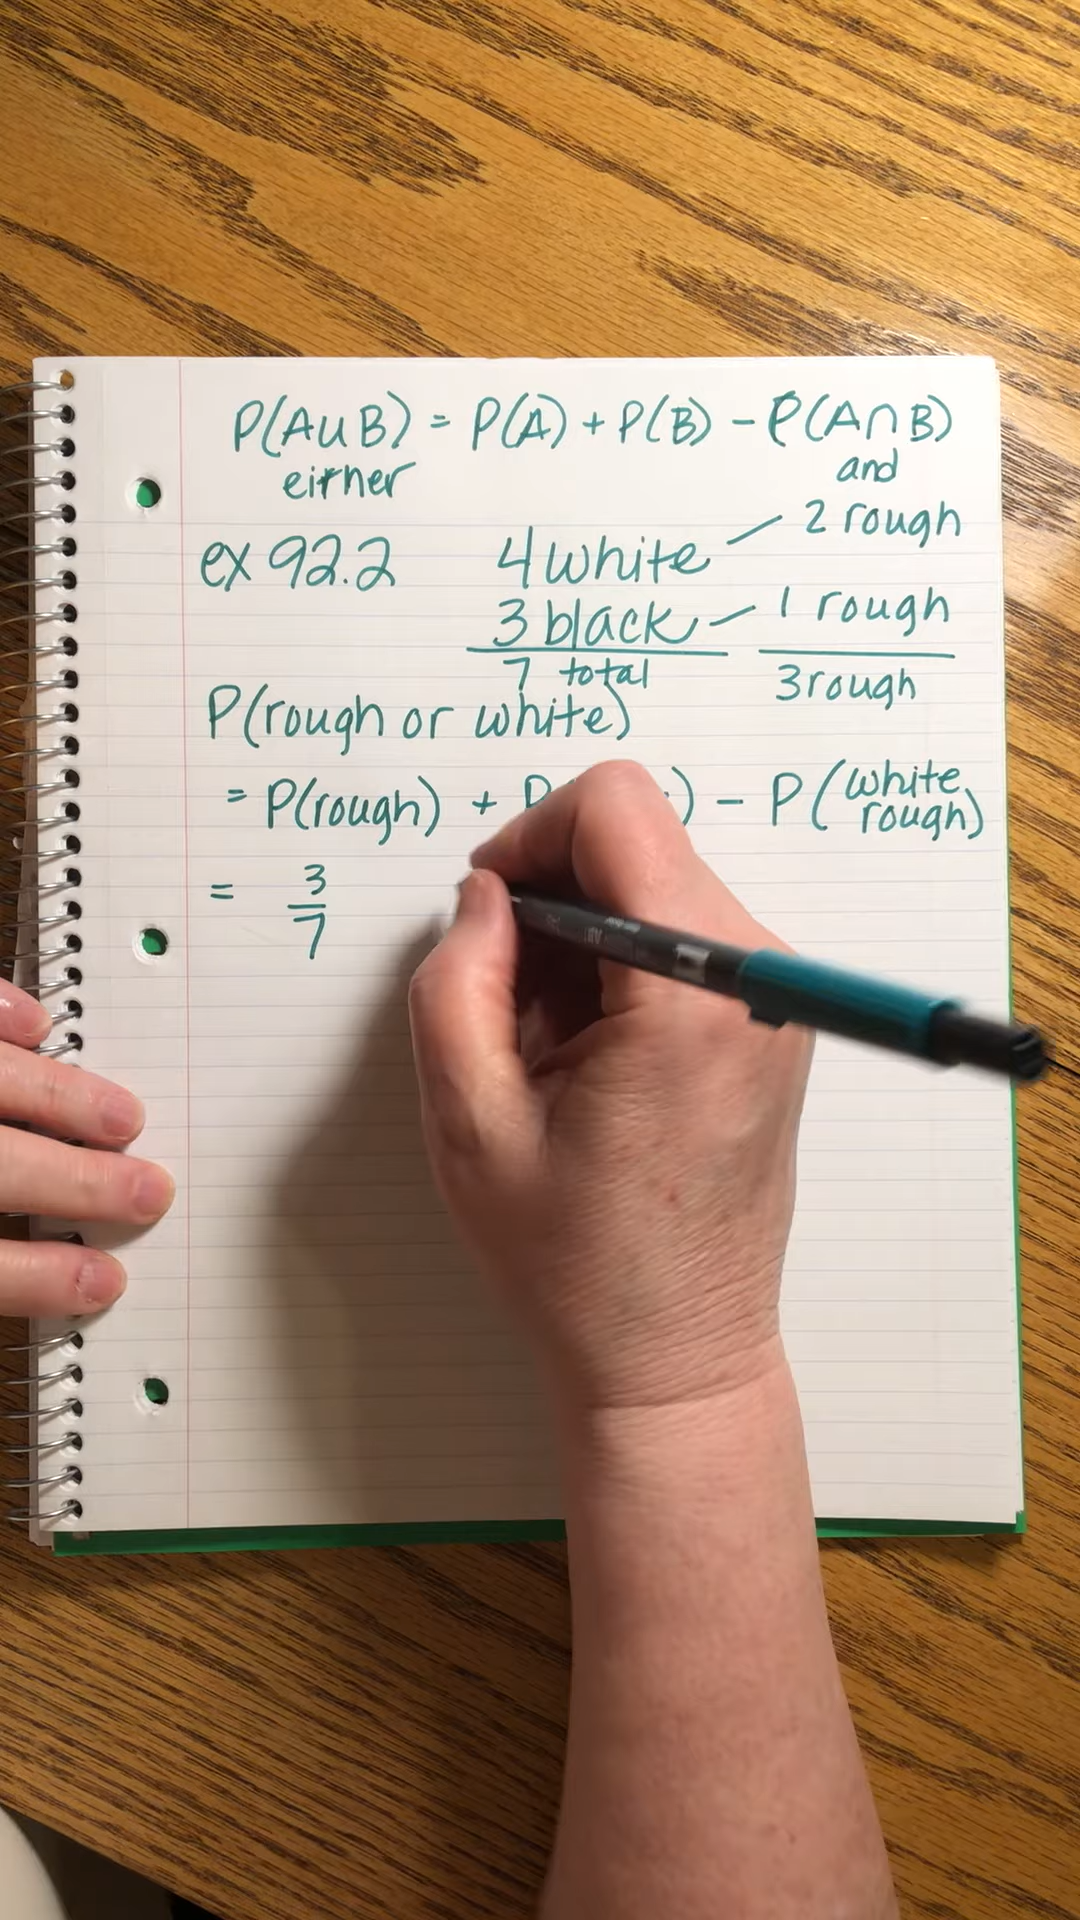 P(A∪B) = P(A) + P(B) - P(A∩B)
either and
ex 92.2 4 white - 2 rough
3 black - 1 rough
7 total 3 rough
P(rough or white)
= P(rough) + P( ) - P(white rough)
= 3/7